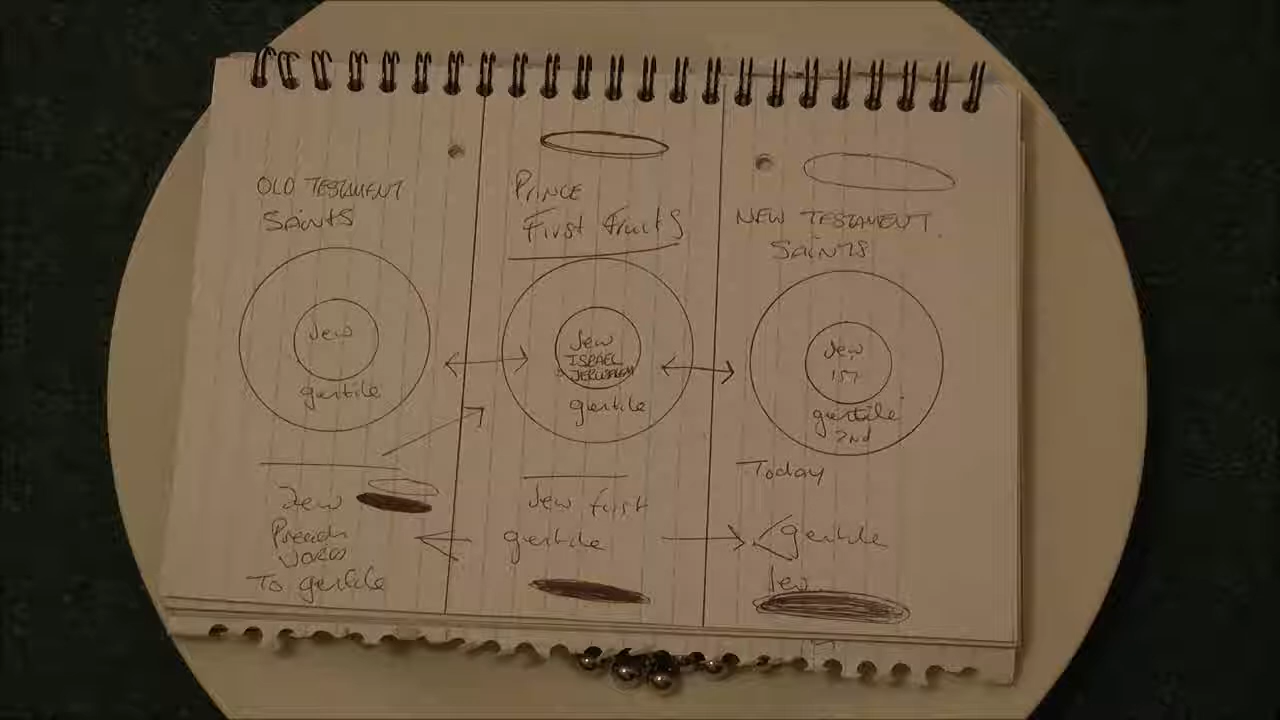 OLD TESTAMENT
SAINTS
Jew
gentile
Jew
Preach
To gentile
PRINCE
First Fruits
Jew
ISRAEL
JERUSALEM
gentile
Jew first
gentile
NEW TESTAMENT.
SAINTS
Jew
1ST
gentile
2nd
Today
gentile
Jew